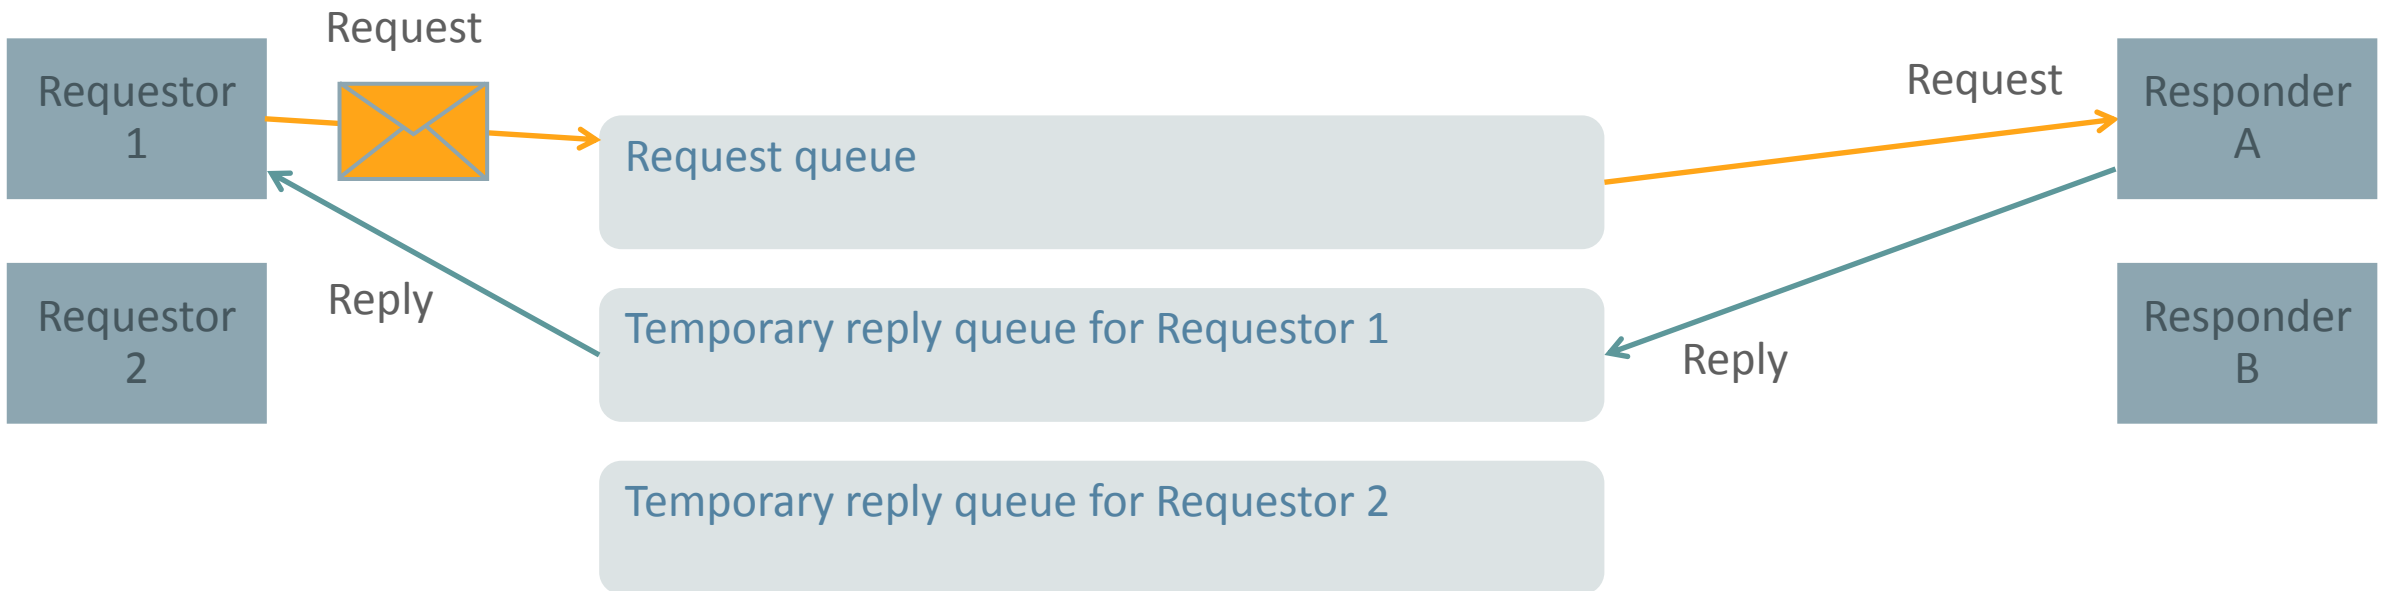 Request
Requestor
1
Request queue
Request
Responder
A
Requestor
2
Reply
Temporary reply queue for Requestor 1
Reply
Responder
B
Temporary reply queue for Requestor 2